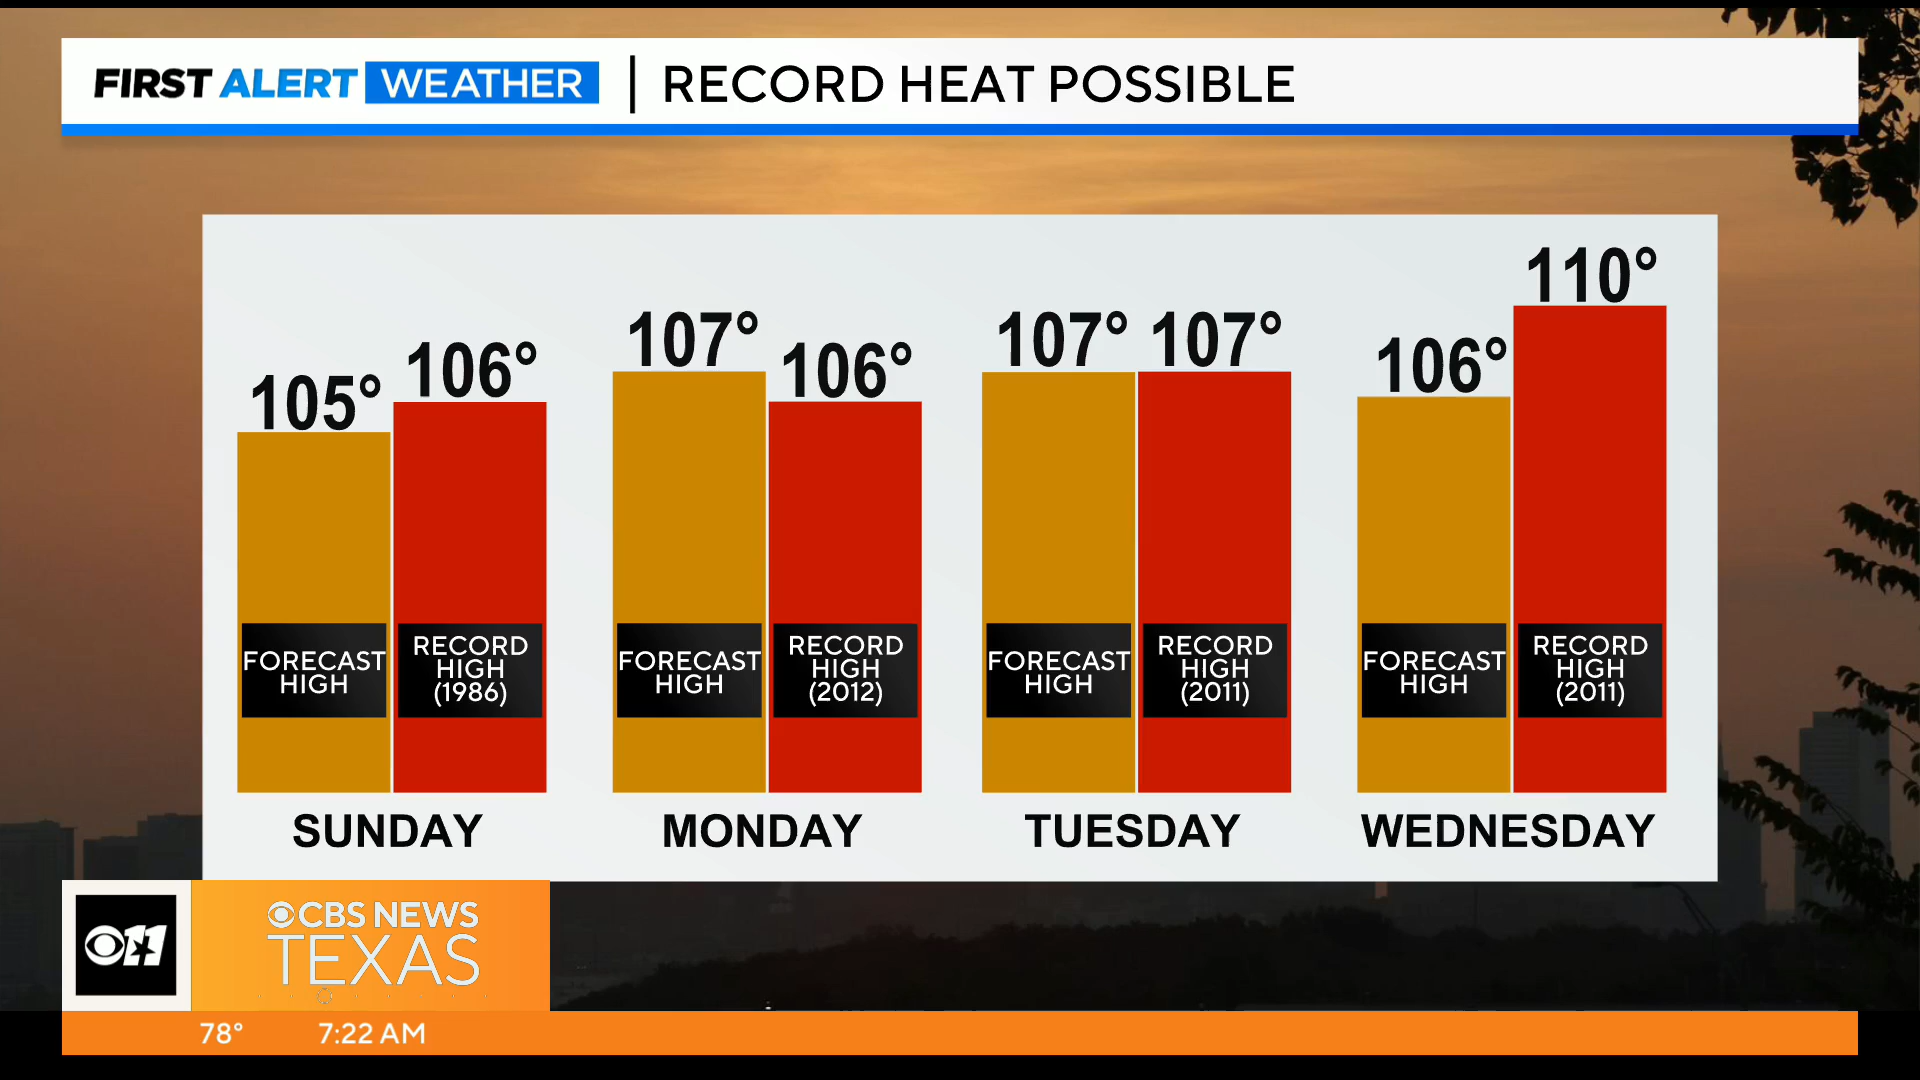 FIRST ALERT WEATHER | RECORD HEAT POSSIBLE
105° 106° 107° 106° 107° 107° 106° 110°
FORECAST
HIGH
RECORD
HIGH
(1986)
FORECAST
HIGH
RECORD
HIGH
(2012)
FORECAST
HIGH
RECORD
HIGH
(2011)
FORECAST
HIGH
RECORD
HIGH
(2011)
SUNDAY MONDAY TUESDAY WEDNESDAY
11
CBS NEWS
TEXAS
78° 7:22 AM